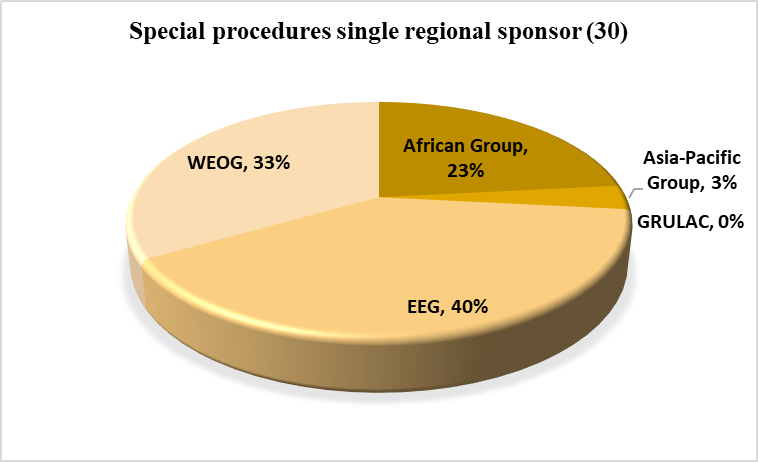 Special procedures single regional sponsor (30)
WEOG, 33%
African Group,
23%
Asia-Pacific
Group, 3%
GRULAC, 0%
EEG, 40%